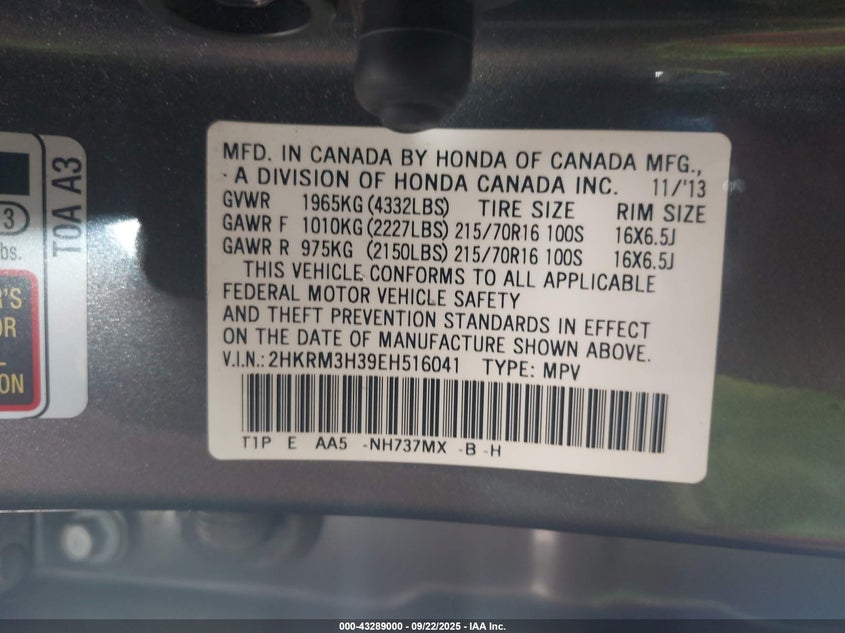 MFD. IN CANADA BY HONDA OF CANADA MFG.,
A DIVISION OF HONDA CANADA INC. 11/'13
GVWR 1965KG (4332LBS) TIRE SIZE RIM SIZE
GAWR F 1010KG (2227LBS) 215/70R16 100S 16X6.5J
GAWR R 975KG (2150LBS) 215/70R16 100S 16X6.5J
THIS VEHICLE CONFORMS TO ALL APPLICABLE
FEDERAL MOTOR VEHICLE SAFETY
AND THEFT PREVENTION STANDARDS IN EFFECT
ON THE DATE OF MANUFACTURE SHOWN ABOVE.
V.I.N.: 2HKRM3H39EH516041 TYPE: MPV
T1P E AA5 -NH737MX -B -H
T0A A3
3
bs.
R'S
OR
ON
000-43289000 - 09/22/2025 - IAA Inc.